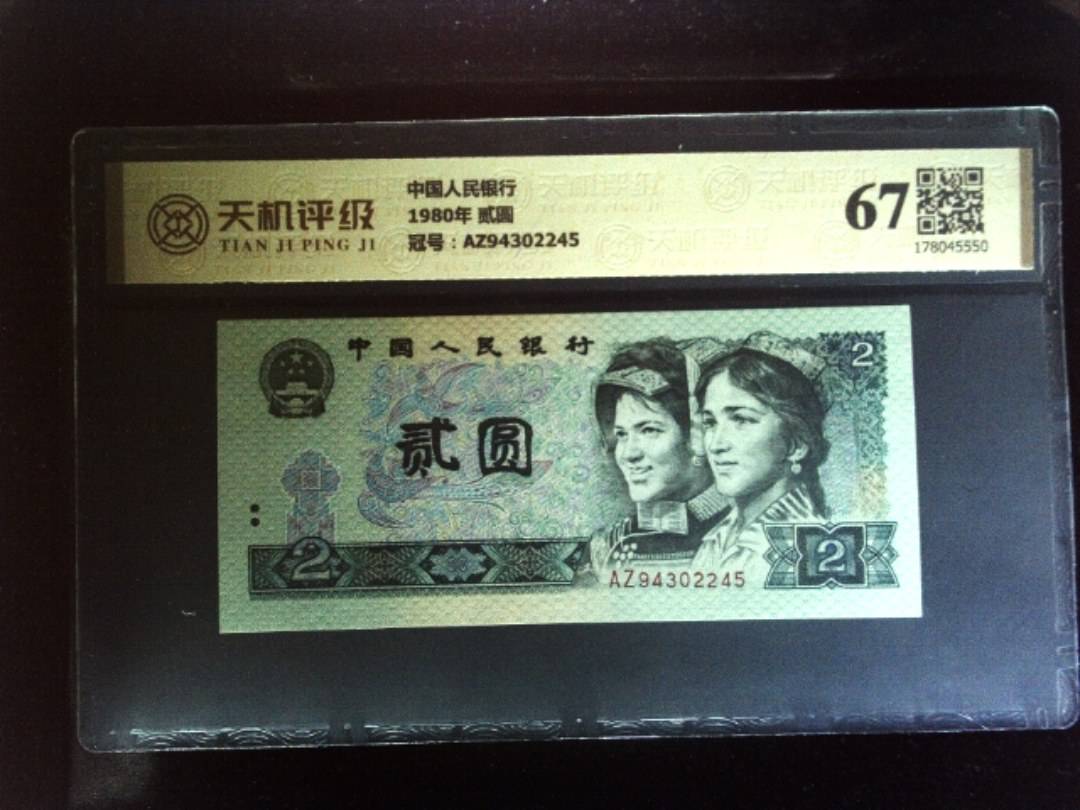 天机评级
TIAN JI PING JI
中国人民银行
1980年 贰圆
冠号：AZ94302245
67
178045550
中国人民银行
2
贰圆
2
AZ94302245
2